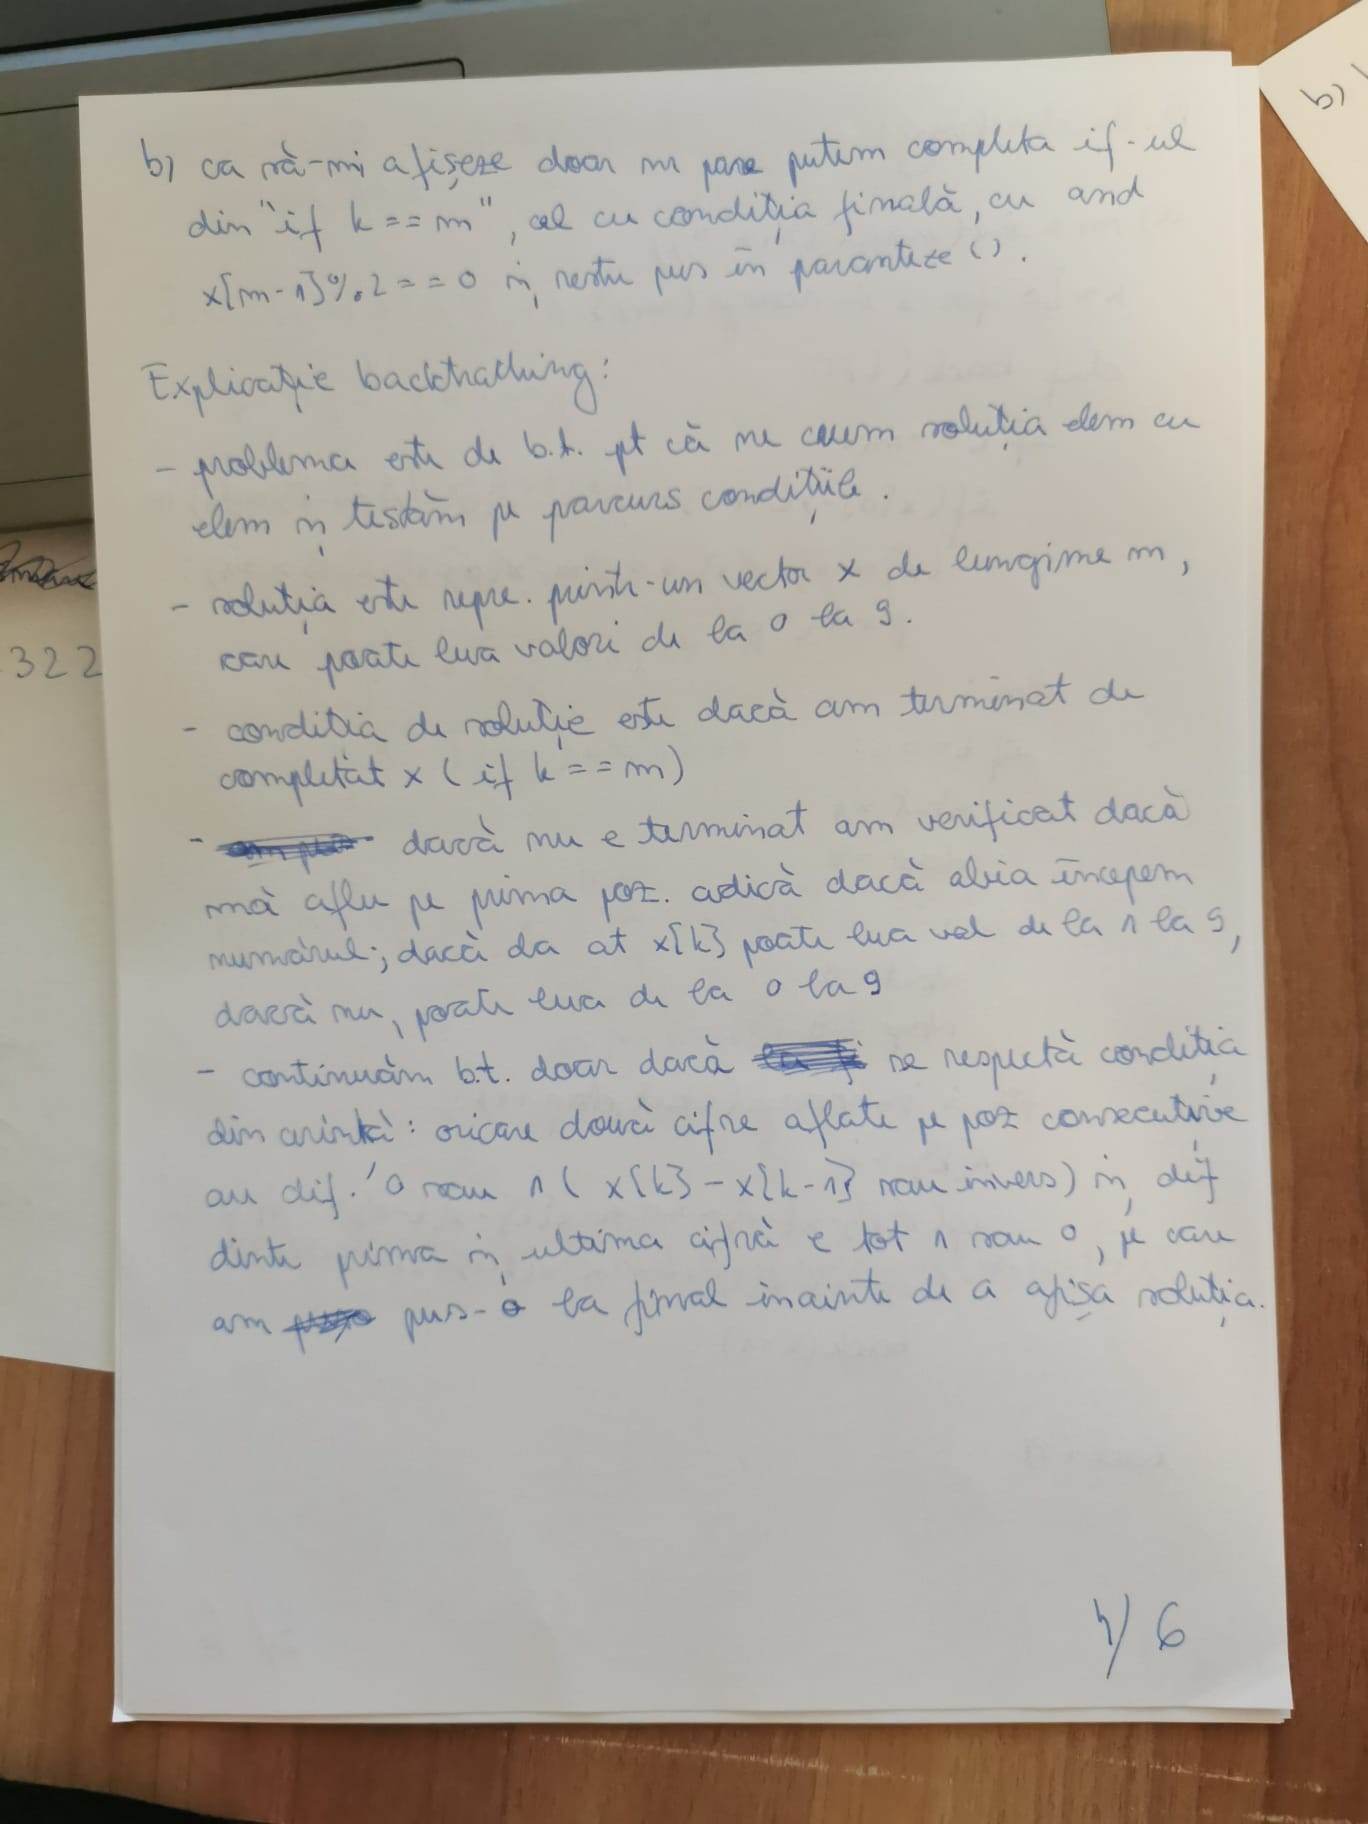 b) ca să-mi afișeze doar nr pare putem completa if-ul
din "if k == m", cel cu condiția finală, cu and
x[m-1]%2==0 și restu pus în paranteze ().
Explicație backtraching:
- problema este de b.t. pt că ne cream soluția elem cu
elem și testăm pe parcurs condițiile.
- soluția este repre. printr-un vector x de lungime m,
care poate lua valori de la 0 la 9.
- conditia de soluție este dacă am terminat de
completat x ( if k == m)
- dacă nu e terminat am verificat dacă
mă aflu pe prima poz. adică dacă abia începem
numărul; dacă da at x[k] poate lua val de la 1 la 9,
dacă nu, poate lua de la 0 la 9
- continuăm b.t. doar dacă se respectă condiția
din cerință: oricare două cifre aflate pe poz consecutive
au dif. 0 sau 1 ( x[k] - x[k-1] sau invers) și dif
dinte prima și ultima cifră e tot 1 sau 0, pe care
am pus-o la final înainte de a afișa soluția.
4/6
b)
322